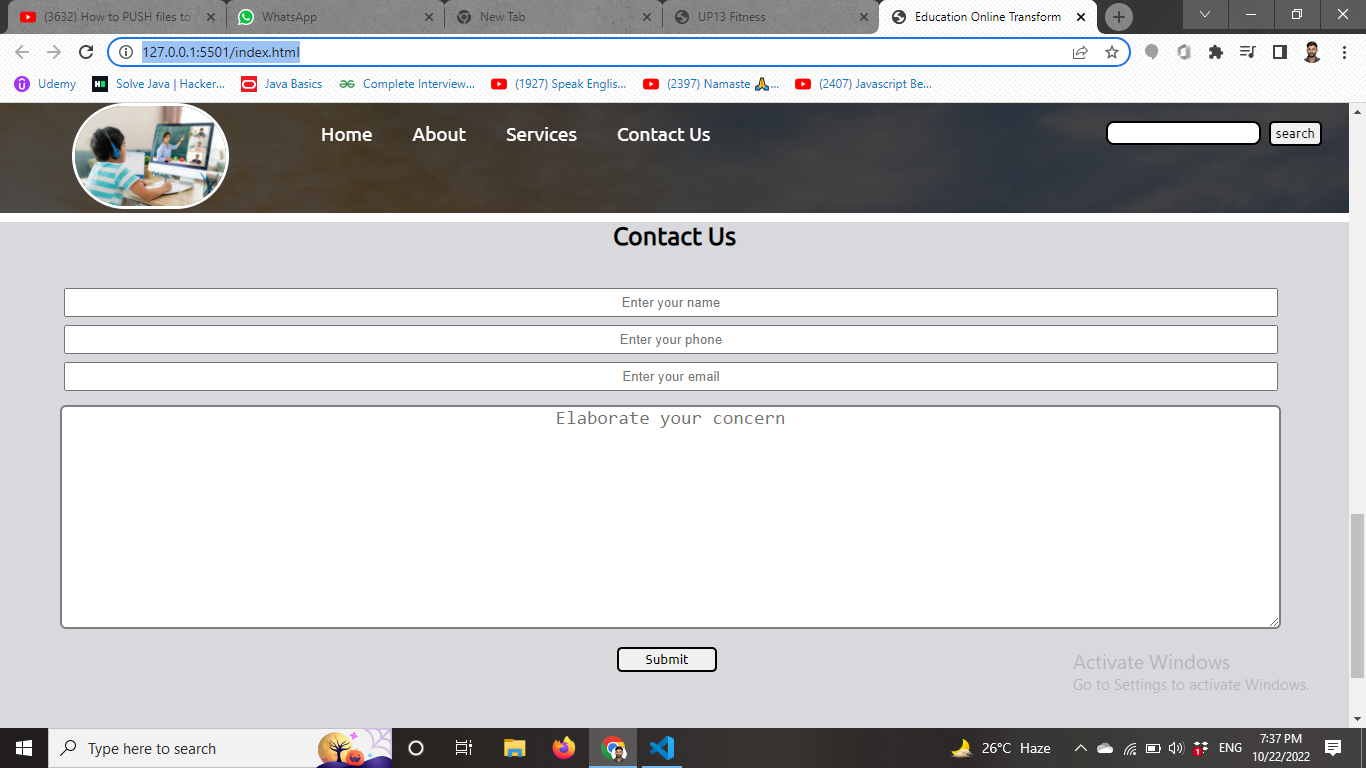 (3632) How to PUSH files to
WhatsApp
New Tab
UP13 Fitness
Education Online Transform
127.0.0.1:5501/index.html
Udemy
Solve Java | Hacker...
Java Basics
Complete Interview...
(1927) Speak Englis...
(2397) Namaste 🙏...
(2407) Javascript Be...
Home
About
Services
Contact Us
search
Contact Us
Enter your name
Enter your phone
Enter your email
Elaborate your concern
Submit
Activate Windows
Go to Settings to activate Windows.
Type here to search
26°C Haze
ENG
7:37 PM
10/22/2022